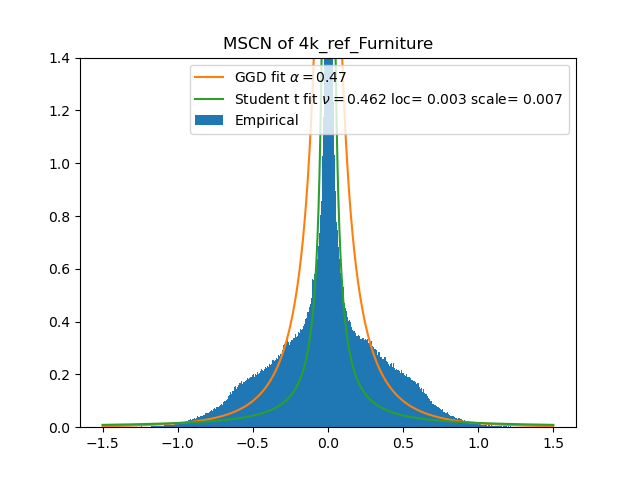 MSCN of 4k_ref_Furniture
GGD fit α = 0.47
Student t fit ν = 0.462 loc= 0.003 scale= 0.007
Empirical
1.4
1.2
1.0
0.8
0.6
0.4
0.2
0.0
−1.5 −1.0 −0.5 0.0 0.5 1.0 1.5